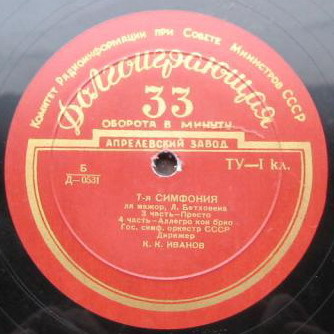 Комитет Радиоинформации при Совете Министров СССР
Долгоиграющая
33
ОБОРОТА В МИНУТУ
АПРЕЛЕВСКИЙ ЗАВОД
Б
Д—0531
ТУ—I кл.
7-я СИМФОНИЯ
ля мажор, Л. Бетховена
3 часть—Престо
4 часть—Аллегро кон брио
Гос. симф. оркестр СССР
Дирижер
К. К. ИВАНОВ